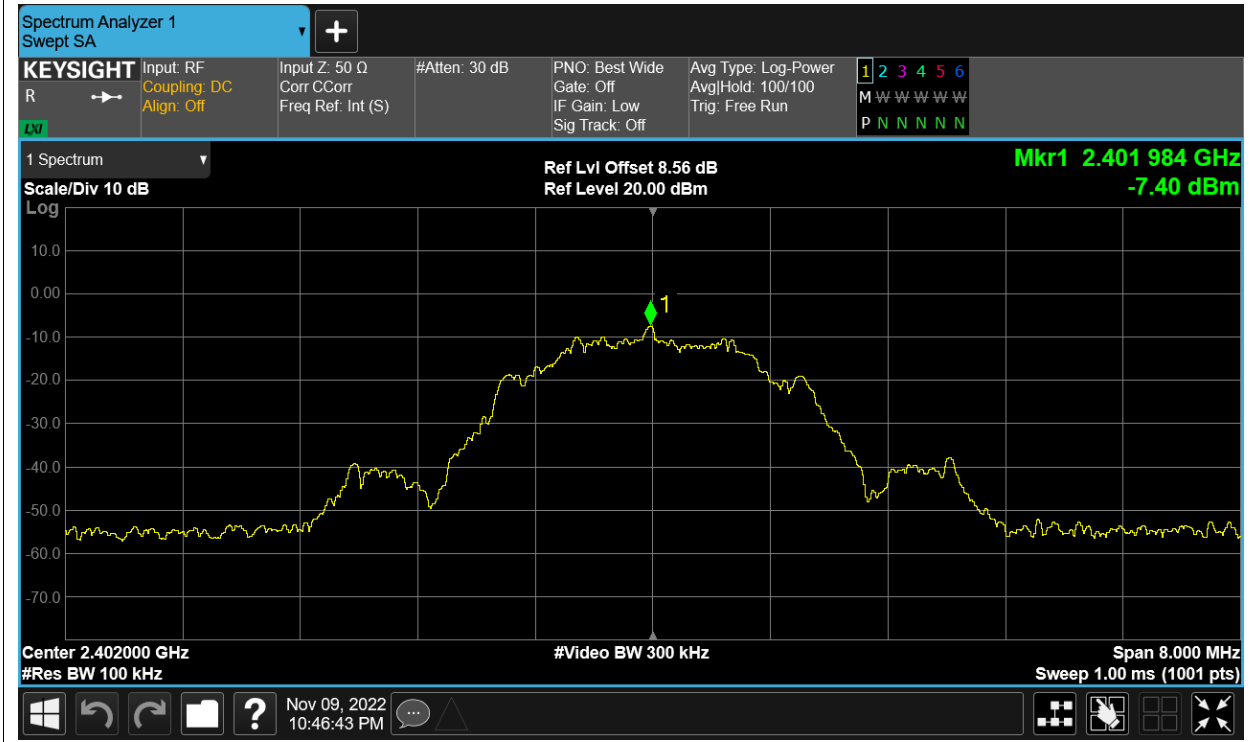 Spectrum Analyzer 1
Swept SA
KEYSIGHT
R
LXI
Input: RF
Coupling: DC
Align: Off
Input Z: 50 Ω
Corr CCorr
Freq Ref: Int (S)
#Atten: 30 dB
PNO: Best Wide
Gate: Off
IF Gain: Low
Sig Track: Off
Avg Type: Log-Power
Avg|Hold: 100/100
Trig: Free Run
1 2 3 4 5 6
M W W W W W W
P N N N N N N
1 Spectrum
Scale/Div 10 dB
Log
Ref Lvl Offset 8.56 dB
Ref Level 20.00 dBm
Mkr1 2.401 984 GHz
-7.40 dBm
10.0
0.00
-10.0
-20.0
-30.0
-40.0
-50.0
-60.0
-70.0
1
Center 2.402000 GHz
#Res BW 100 kHz
#Video BW 300 kHz
Span 8.000 MHz
Sweep 1.00 ms (1001 pts)
?
Nov 09, 2022
10:46:43 PM